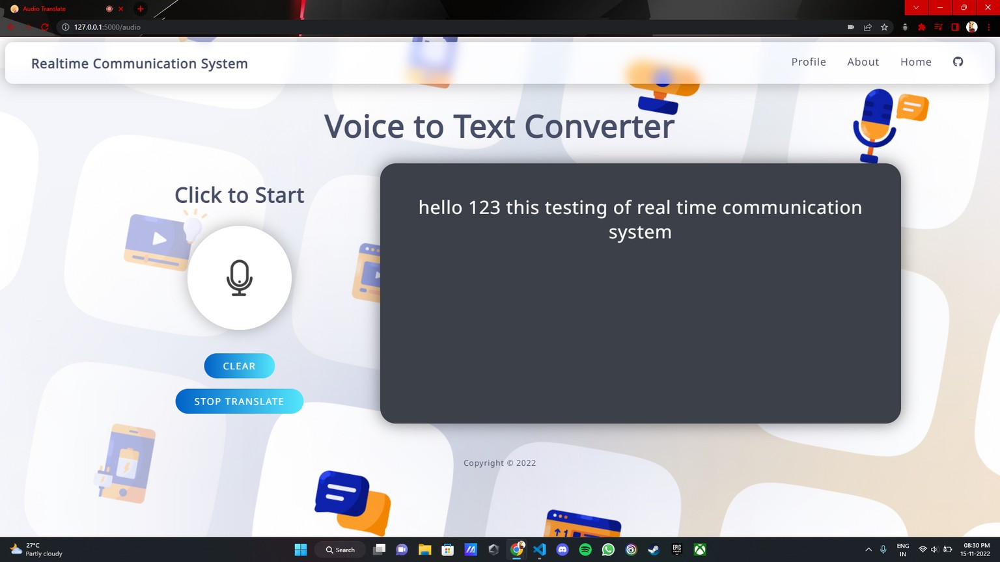 Audio Translate
127.0.0.1:5000/audio
Realtime Communication System
Profile About Home
Voice to Text Converter
Click to Start
hello 123 this testing of real time communication
system
CLEAR
STOP TRANSLATE
Copyright © 2022
27°C
Partly cloudy
Search
EPIC
GAMES
ENG
IN
08:30 PM
15-11-2022